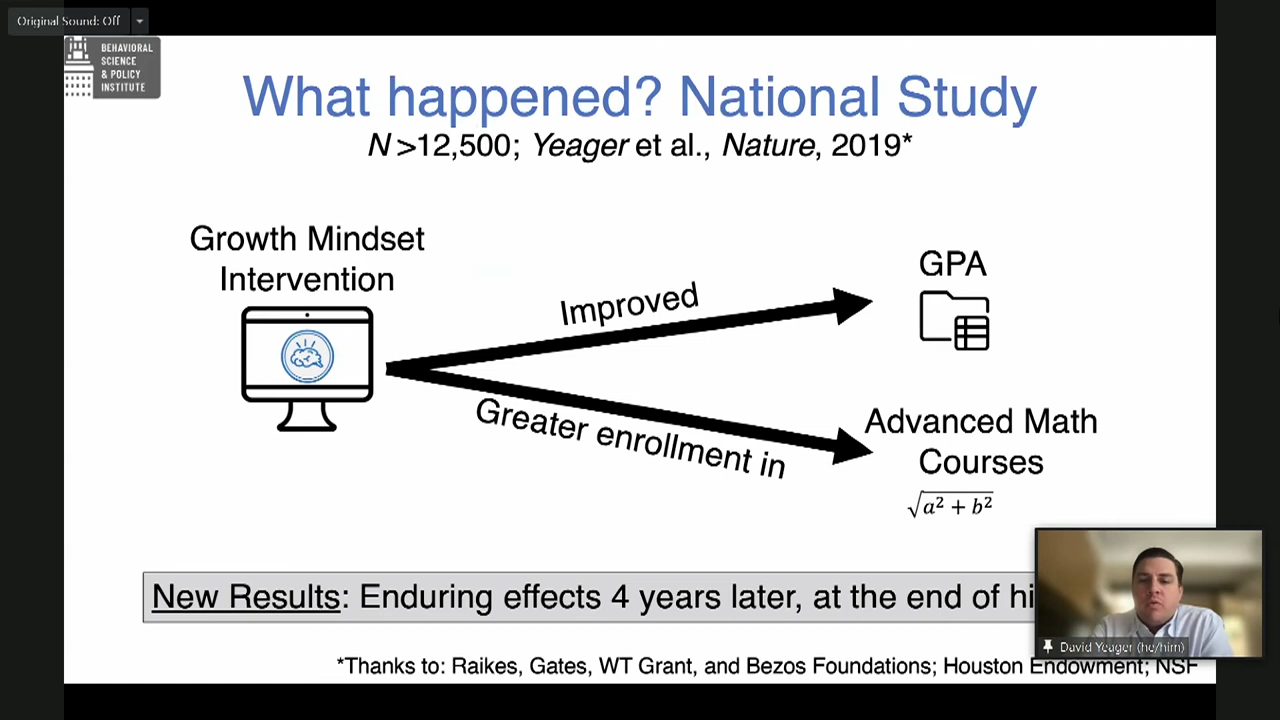 Original Sound: Off
BEHAVIORAL
SCIENCE
& POLICY
INSTITUTE
What happened? National Study
N >12,500; Yeager et al., Nature, 2019*
Growth Mindset
Intervention
Improved
GPA
Greater enrollment in
Advanced Math
Courses
√a² + b²
New Results: Enduring effects 4 years later, at the end of hi
David Yeager (he/him)
*Thanks to: Raikes, Gates, WT Grant, and Bezos Foundations; Houston Endowment; NSF